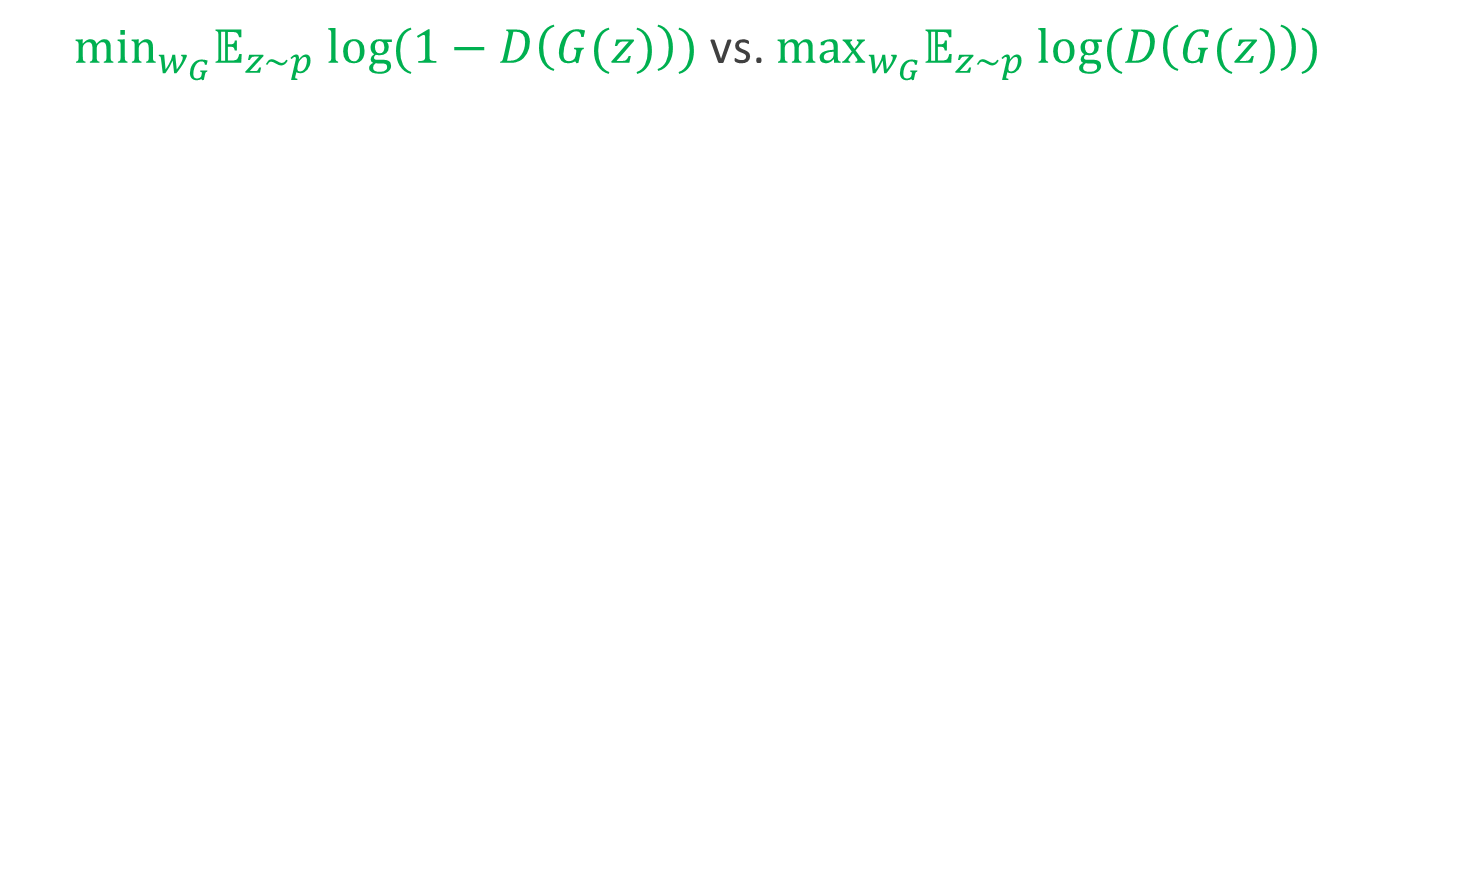 min_{w_G} 𝔼_{z~p} log(1 − D(G(z))) vs. max_{w_G} 𝔼_{z~p} log(D(G(z)))